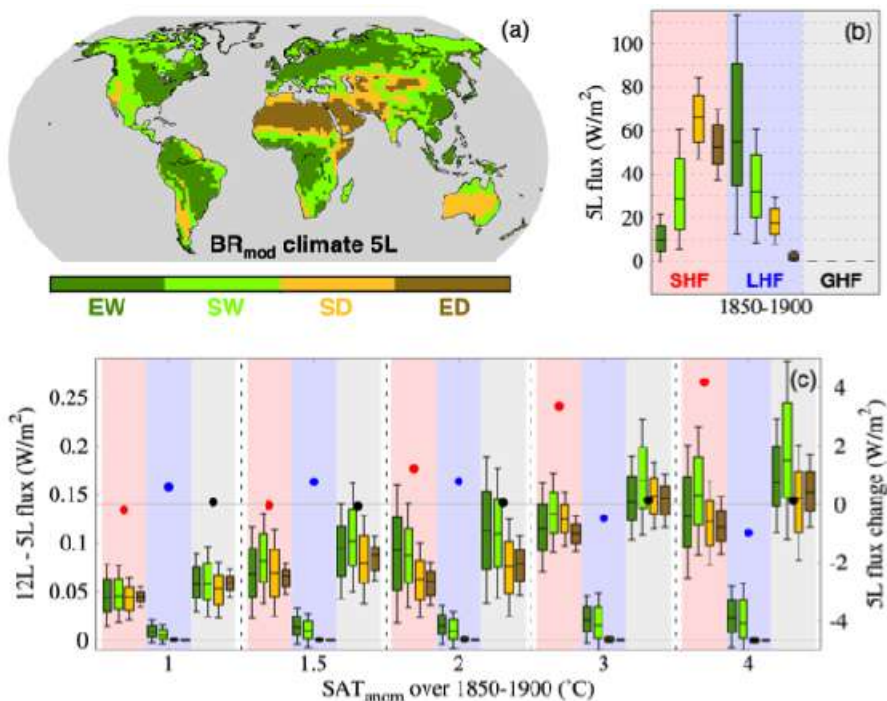 (a)
BRmod climate 5L
EW SW SD ED
(b)
5L flux (W/m²)
100
80
60
40
20
0
SHF LHF GHF
1850-1900
(c)
12L - 5L flux (W/m²)
0.25
0.2
0.15
0.1
0.05
0
5L flux change (W/m²)
4
2
0
-2
-4
1 1.5 2 3 4
SATanom over 1850-1900 (°C)